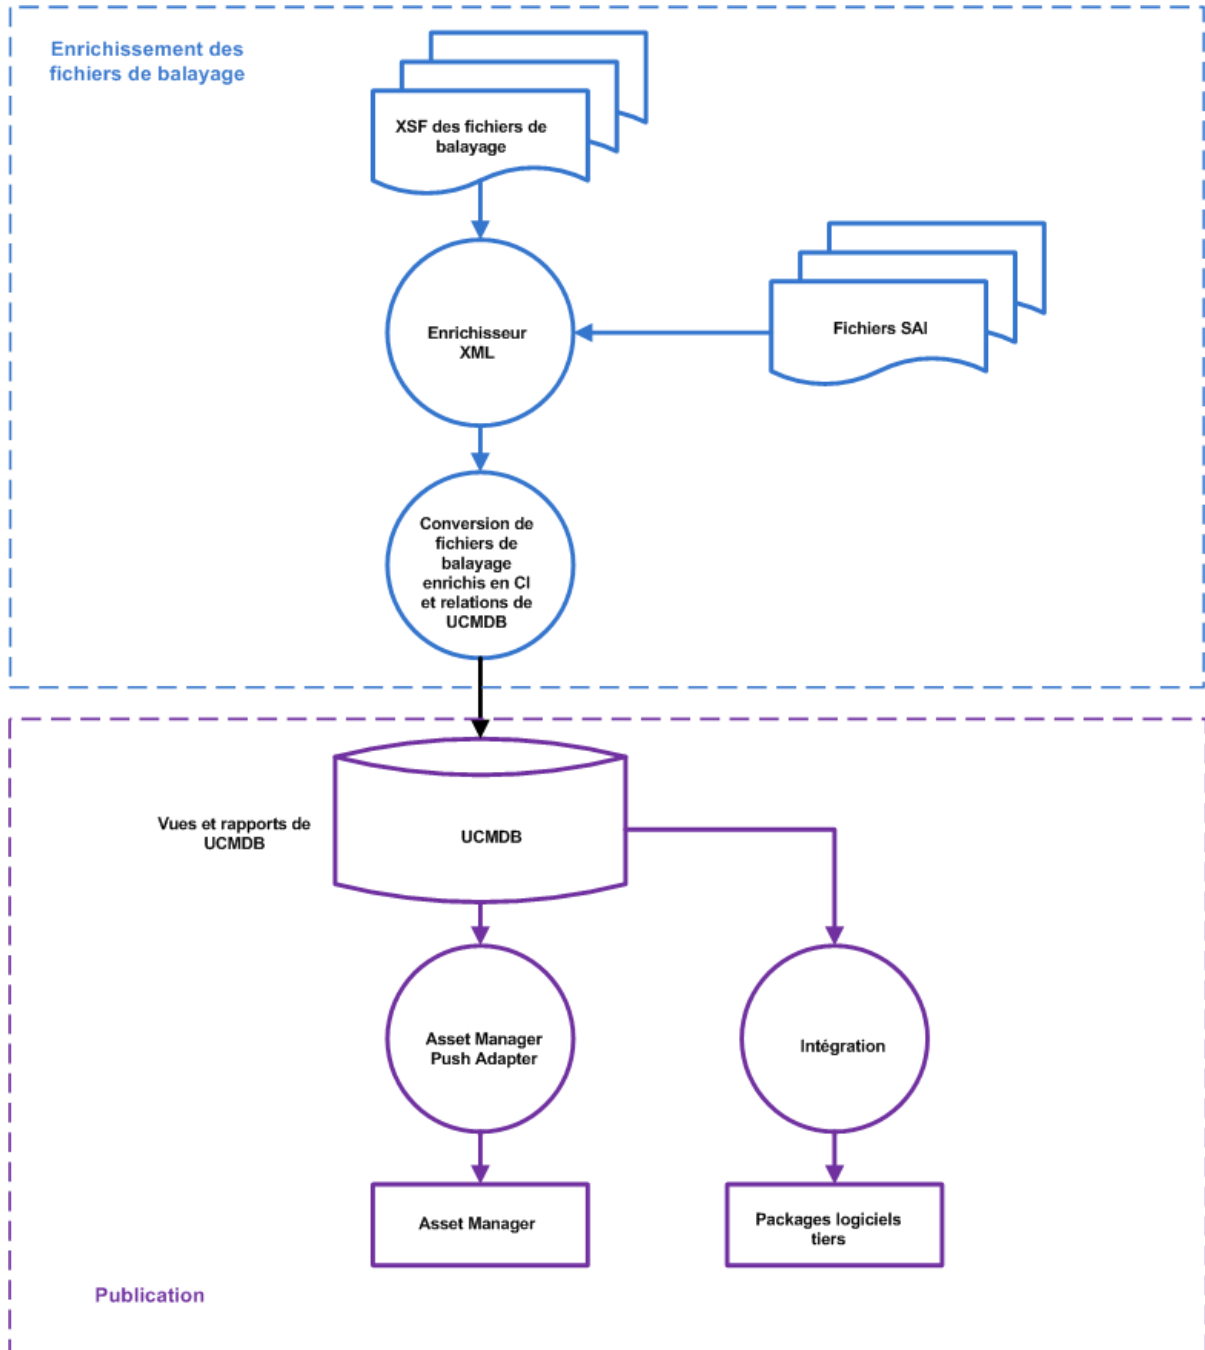 Enrichissement des
fichiers de balayage
XSF des fichiers de
balayage
Fichiers SAI
Enrichisseur
XML
Conversion de
fichiers de
balayage
enrichis en CI
et relations de
UCMDB
Vues et rapports de
UCMDB
UCMDB
Asset Manager
Push Adapter
Intégration
Asset Manager
Packages logiciels
tiers
Publication